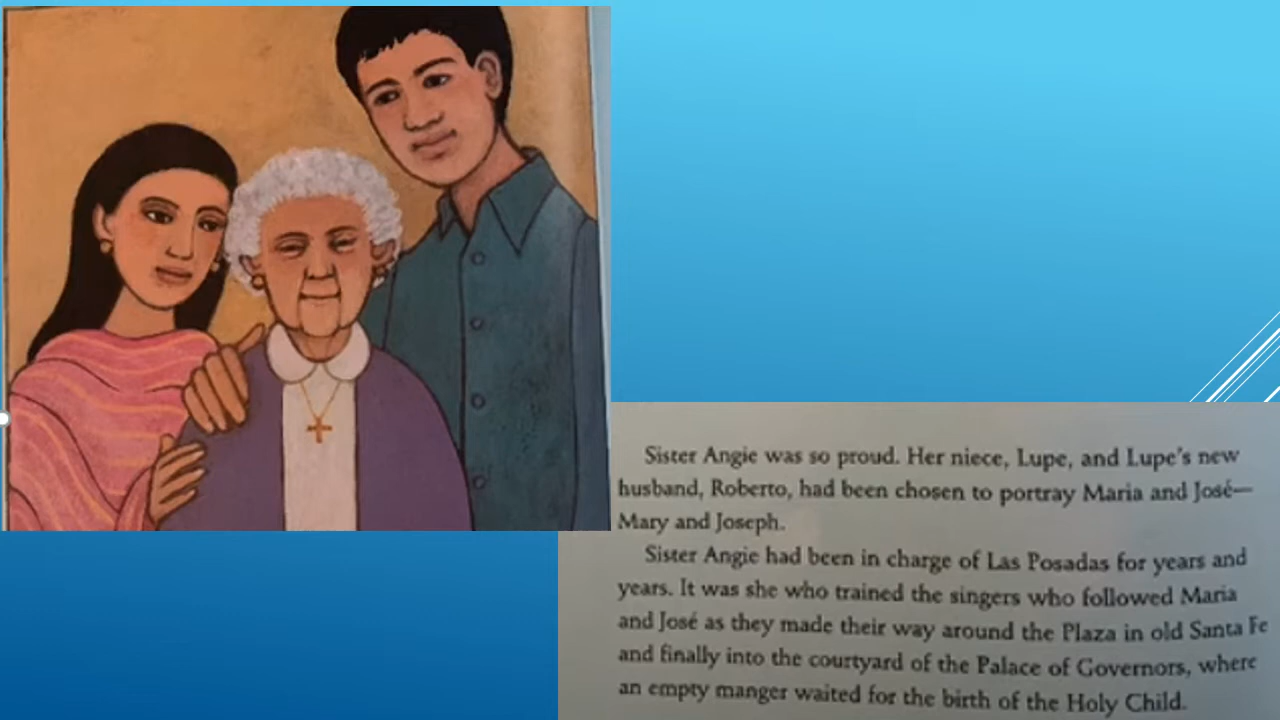 Sister Angie was so proud. Her niece, Lupe, and Lupe's new
husband, Roberto, had been chosen to portray Maria and José—
Mary and Joseph.
Sister Angie had been in charge of Las Posadas for years and
years. It was she who trained the singers who followed Maria
and José as they made their way around the Plaza in old Santa Fe
and finally into the courtyard of the Palace of Governors, where
an empty manger waited for the birth of the Holy Child.